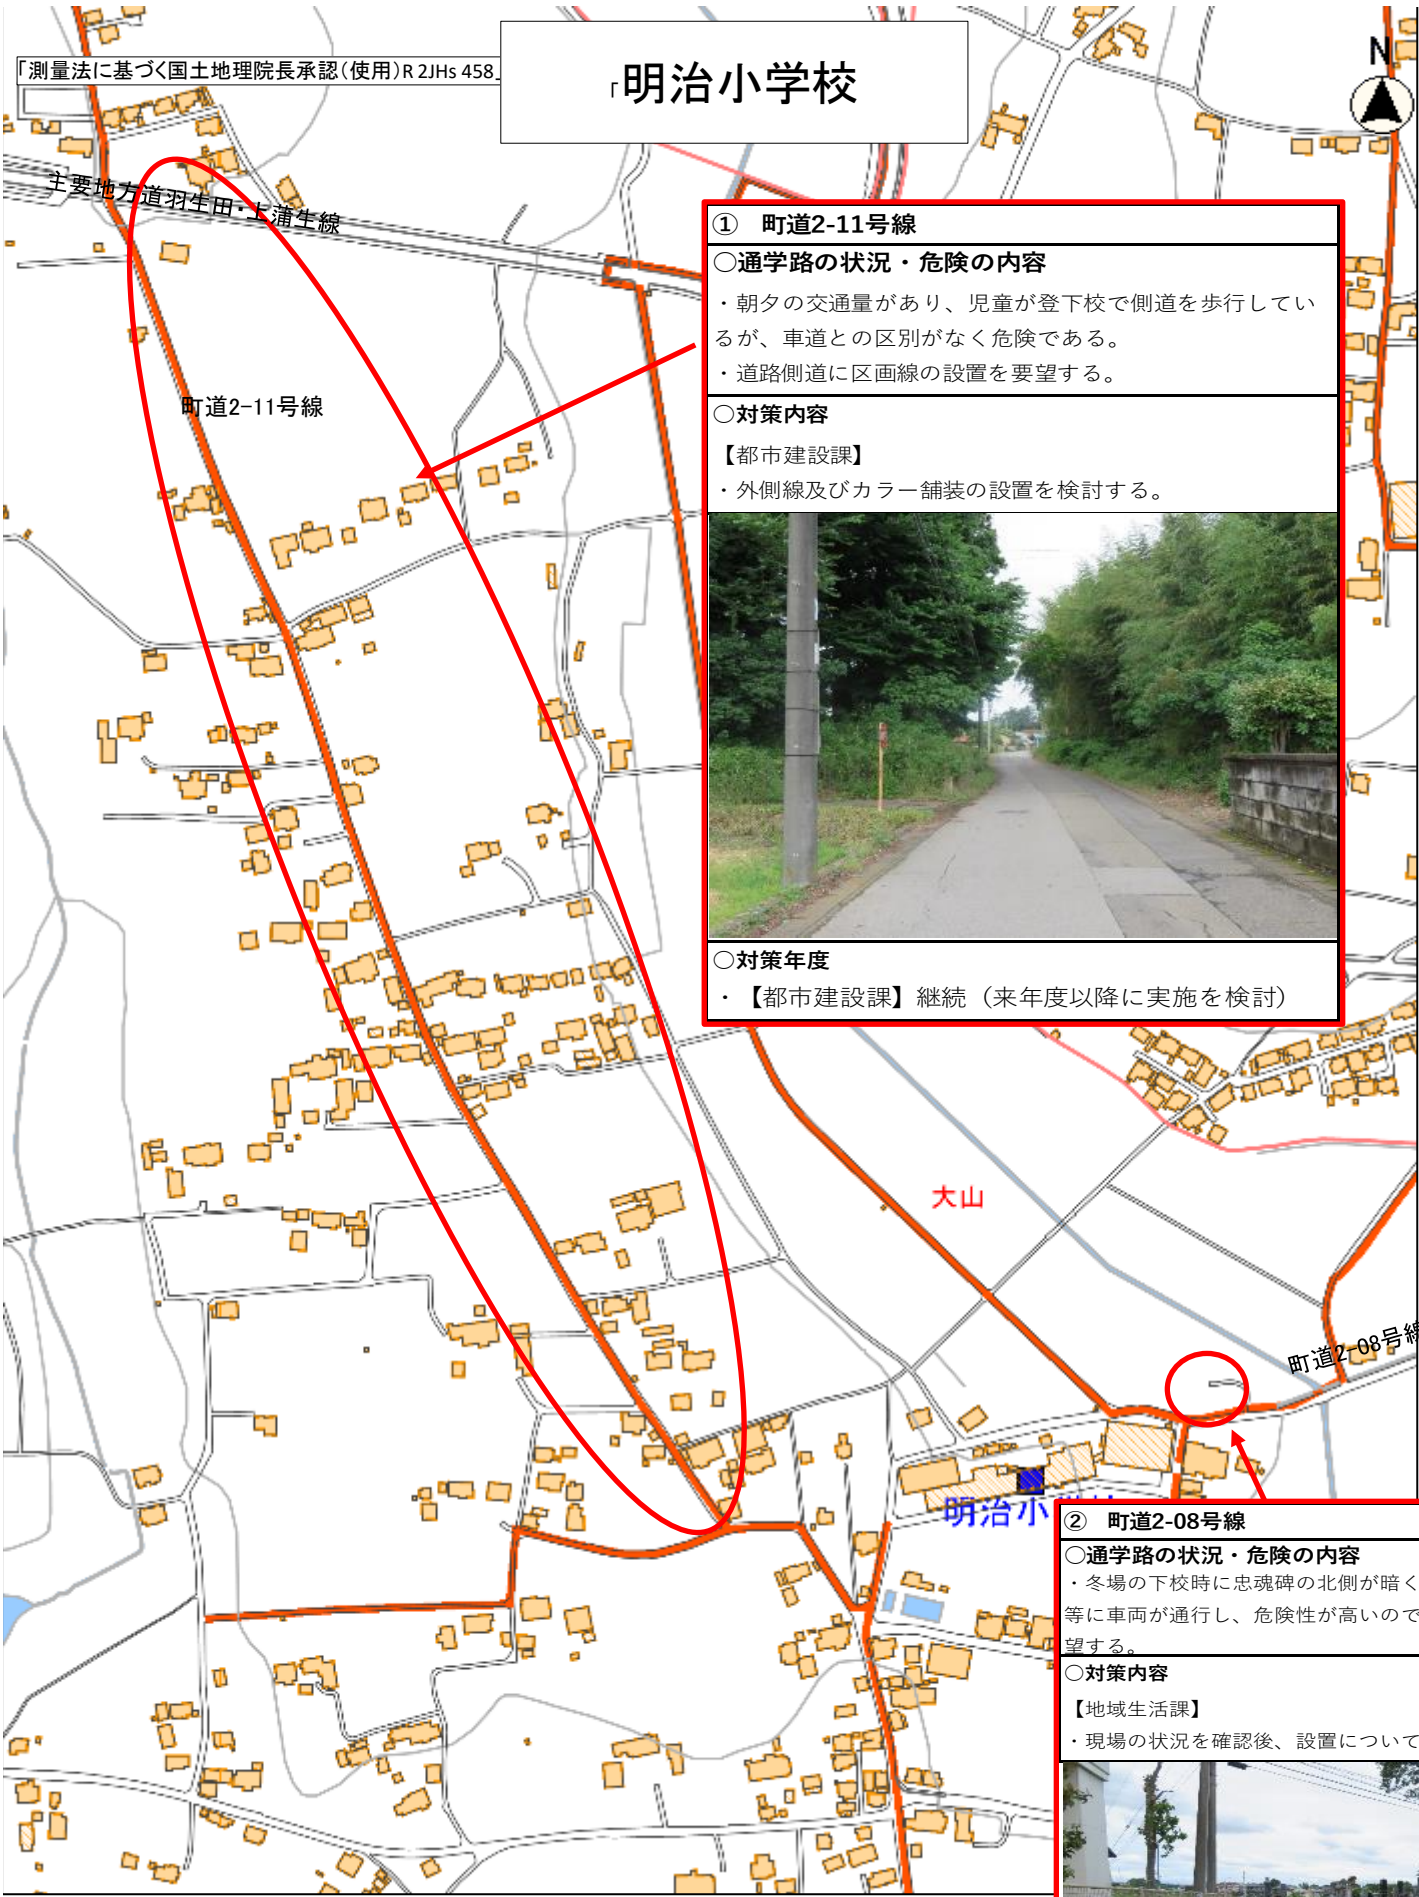 「測量法に基づく国土地理院長承認(使用)R 2JHs 458」
「明治小学校
N
主要地方道羽生田・上蒲生線
① 町道2-11号線
〇通学路の状況・危険の内容
・朝夕の交通量があり、児童が登下校で側道を歩行してい
るが、車道との区別がなく危険である。
・道路側道に区画線の設置を要望する。
〇対策内容
【都市建設課】
・外側線及びカラー舗装の設置を検討する。
〇対策年度
・【都市建設課】継続（来年度以降に実施を検討）
町道2-11号線
大山
町道2-08号線
明治小
② 町道2-08号線
〇通学路の状況・危険の内容
・冬場の下校時に忠魂碑の北側が暗く
等に車両が通行し、危険性が高いので
望する。
〇対策内容
【地域生活課】
・現場の状況を確認後、設置について